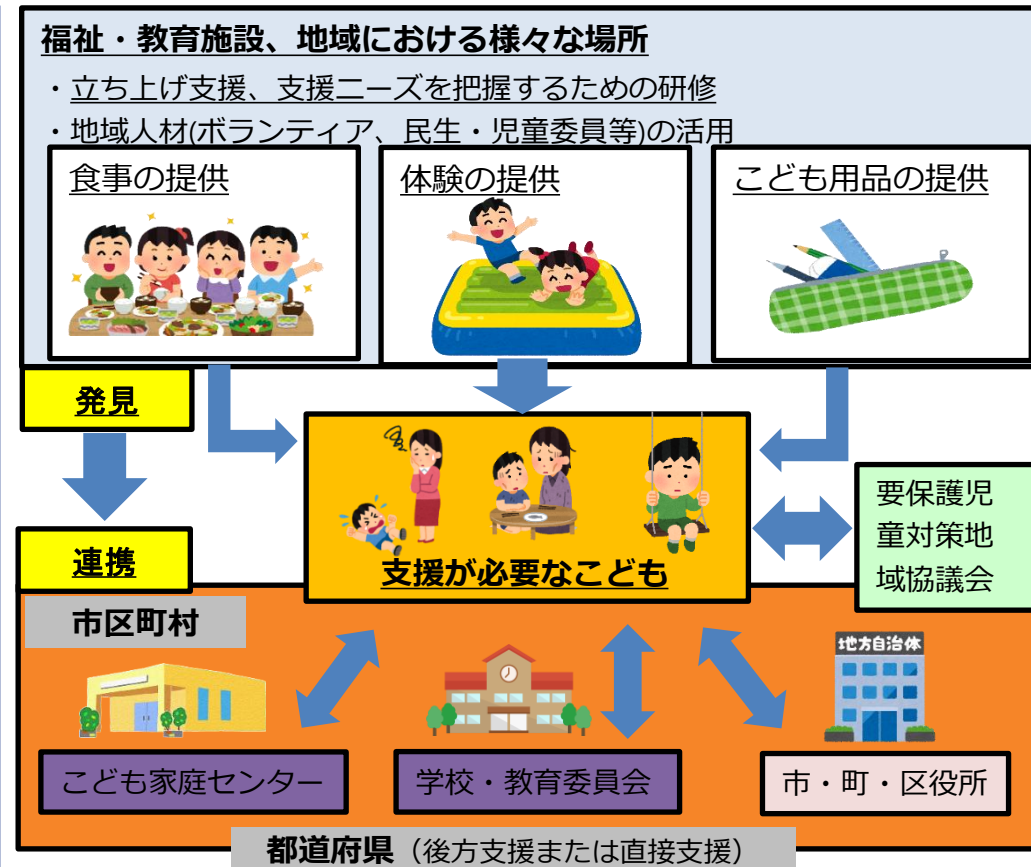 福祉・教育施設、地域における様々な場所
・立ち上げ支援、支援ニーズを把握するための研修
・地域人材(ボランティア、民生・児童委員等)の活用
食事の提供
体験の提供
こども用品の提供
発見
連携
支援が必要なこども
要保護児
童対策地
域協議会
市区町村
地方自治体
こども家庭センター
学校・教育委員会
市・町・区役所
都道府県（後方支援または直接支援）